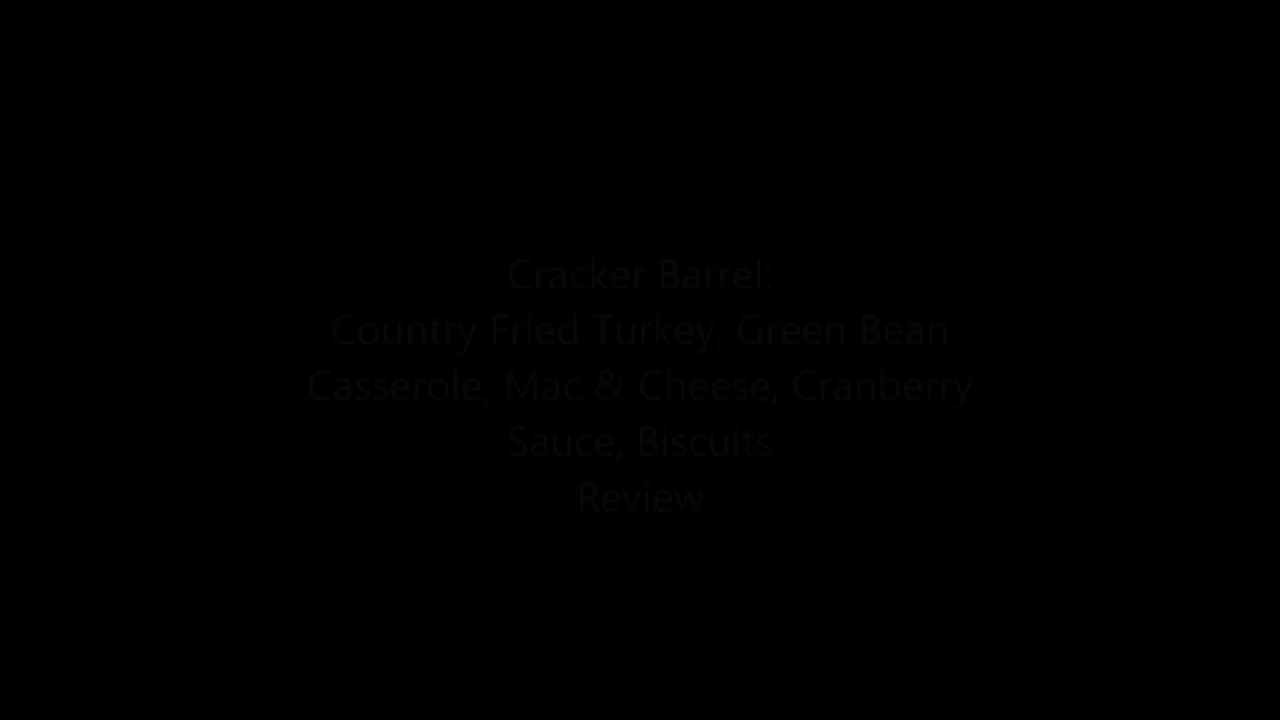 Cracker Barrel:
Country Fried Turkey, Green Bean
Casserole, Mac & Cheese, Cranberry
Sauce, Biscuits
Review